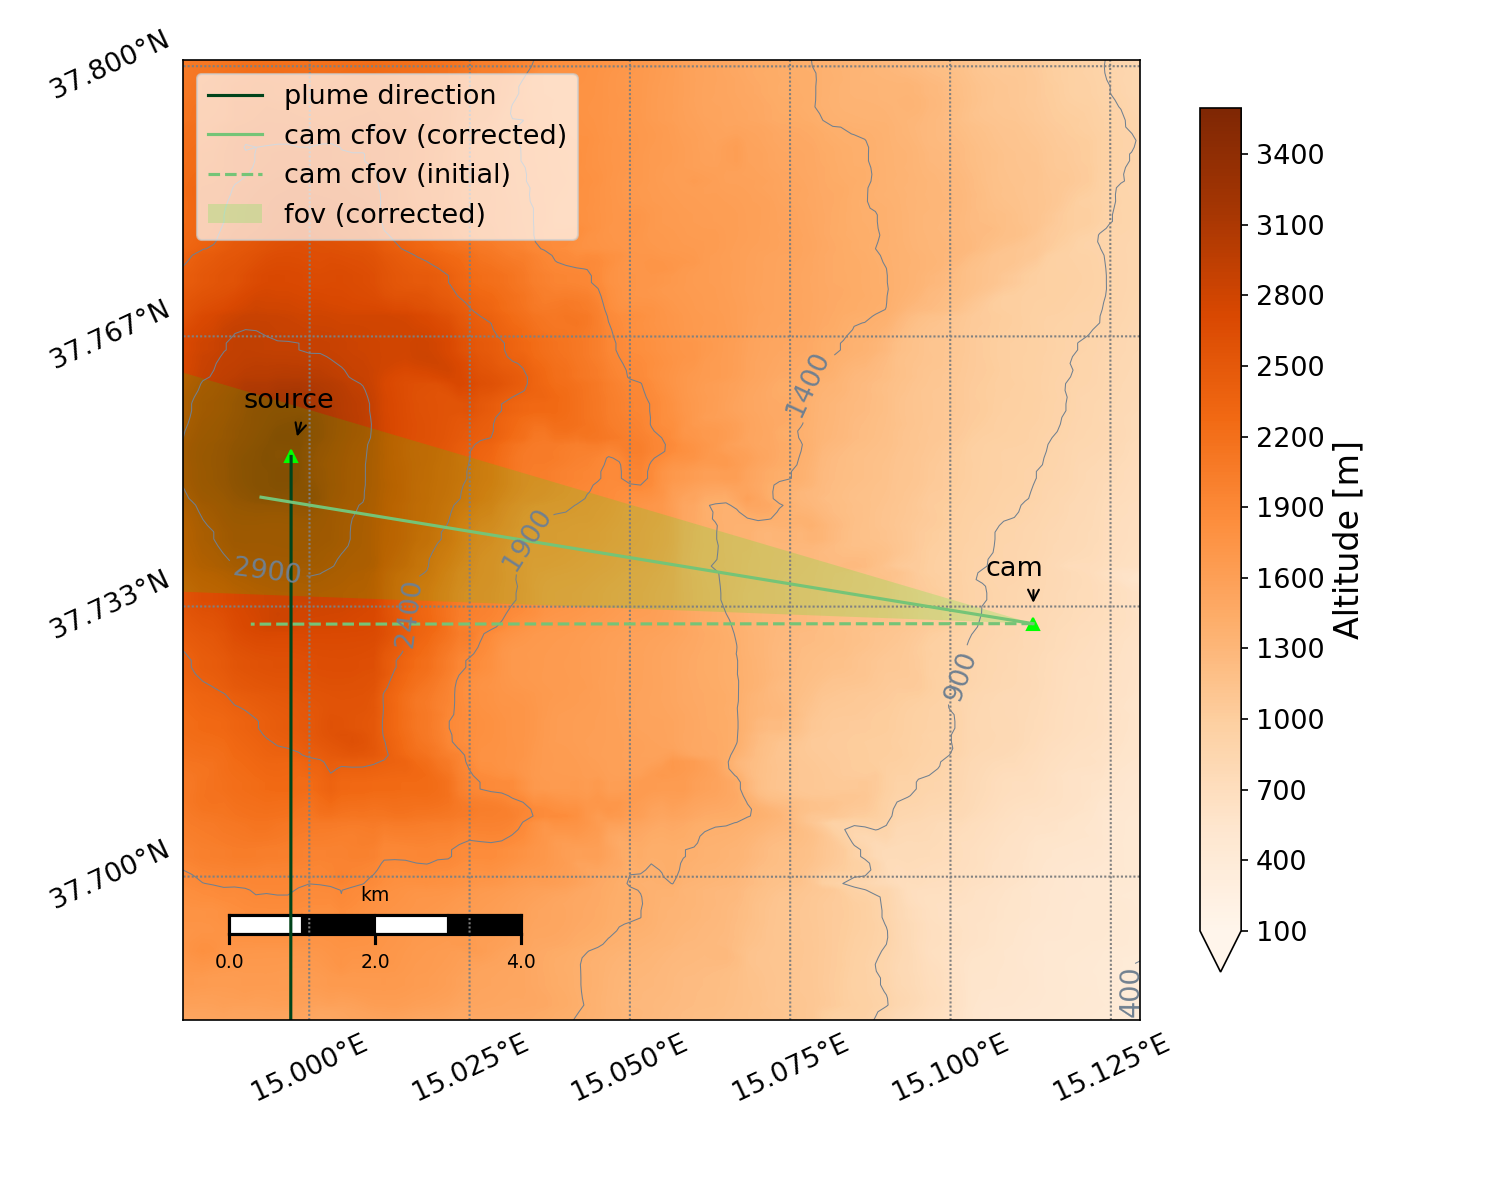 plume direction
cam cfov (corrected)
cam cfov (initial)
fov (corrected)
37.800°N
37.767°N
37.733°N
37.700°N
source
cam
1400
1900
2900
2400
900
400
km
0.0 2.0 4.0
15.000°E 15.025°E 15.050°E 15.075°E 15.100°E 15.125°E
3400
3100
2800
2500
2200
1900
1600
1300
1000
700
400
100
Altitude [m]